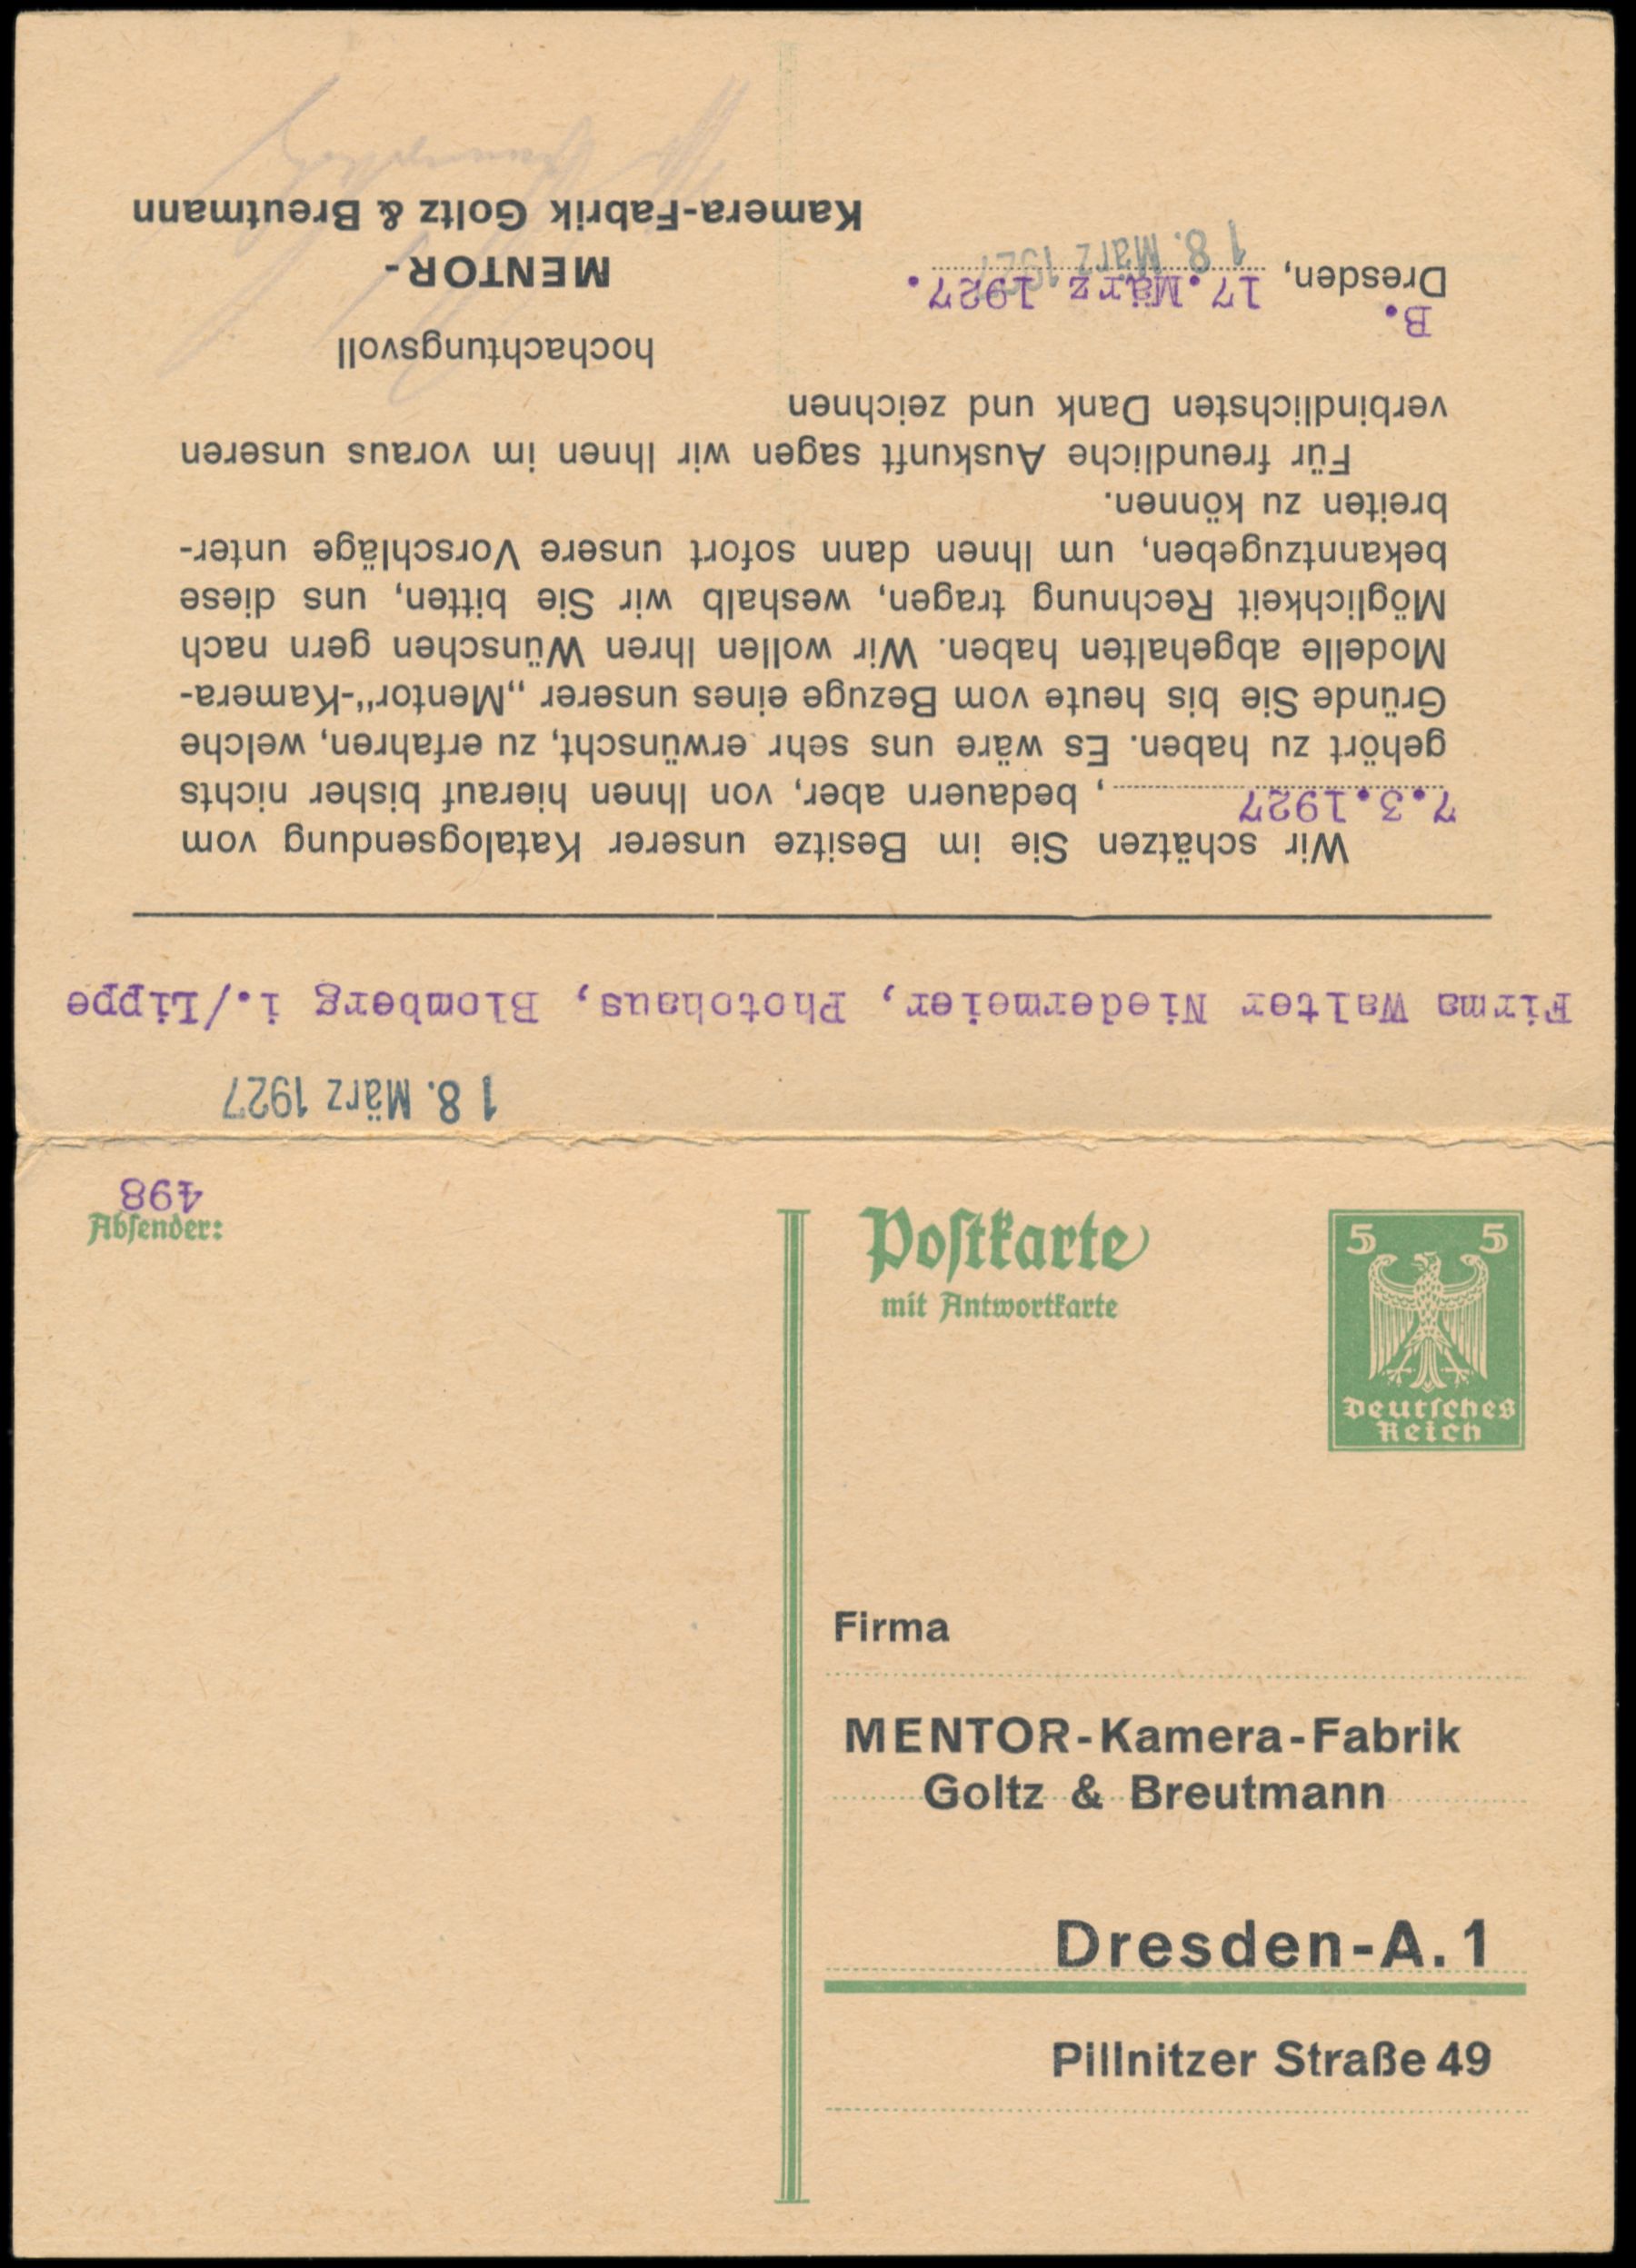 18. März 1927
Firma Walter Niedermeier, Photohaus, Blomberg i./Lippe
Wir schätzen Sie im Besitze unserer Katalogsendung vom
7.3.1927, bedauern aber, von Ihnen hierauf bisher nichts
gehört zu haben. Es wäre uns sehr erwünscht, zu erfahren, welche
Gründe Sie bis heute vom Bezuge eines unserer „Mentor“-Kamera-
Modelle abgehalten haben. Wir wollen Ihren Wünschen gern nach
Möglichkeit Rechnung tragen, weshalb wir Sie bitten, uns diese
bekanntzugeben, um Ihnen dann sofort unsere Vorschläge unter-
breiten zu können.
Für freundliche Auskunft sagen wir Ihnen im voraus unseren
verbindlichsten Dank und zeichnen
hochachtungsvoll
B.
Dresden, 17.März 1927.
18. März 1927
MENTOR-
Kamera-Fabrik Goltz & Breutmann
498
Absender:
Postkarte
mit Antwortkarte
5 5
Deutsches
Reich
Firma
MENTOR-Kamera-Fabrik
Goltz & Breutmann
Dresden-A. 1
Pillnitzer Straße 49